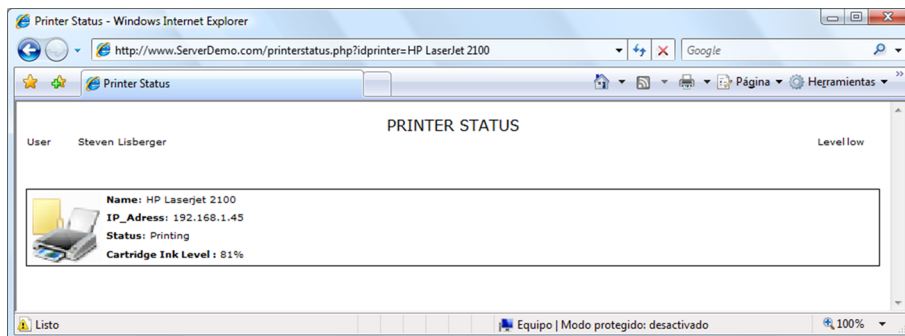 Printer Status - Windows Internet Explorer
http://www.ServerDemo.com/printerstatus.php?idprinter=HP LaserJet 2100
Google
Printer Status
Página
Herramientas
»
PRINTER STATUS
User Steven Lisberger Level low
Name: HP Laserjet 2100
IP_Adress: 192.168.1.45
Status: Printing
Cartridge Ink Level : 81%
Listo
Equipo | Modo protegido: desactivado
100%